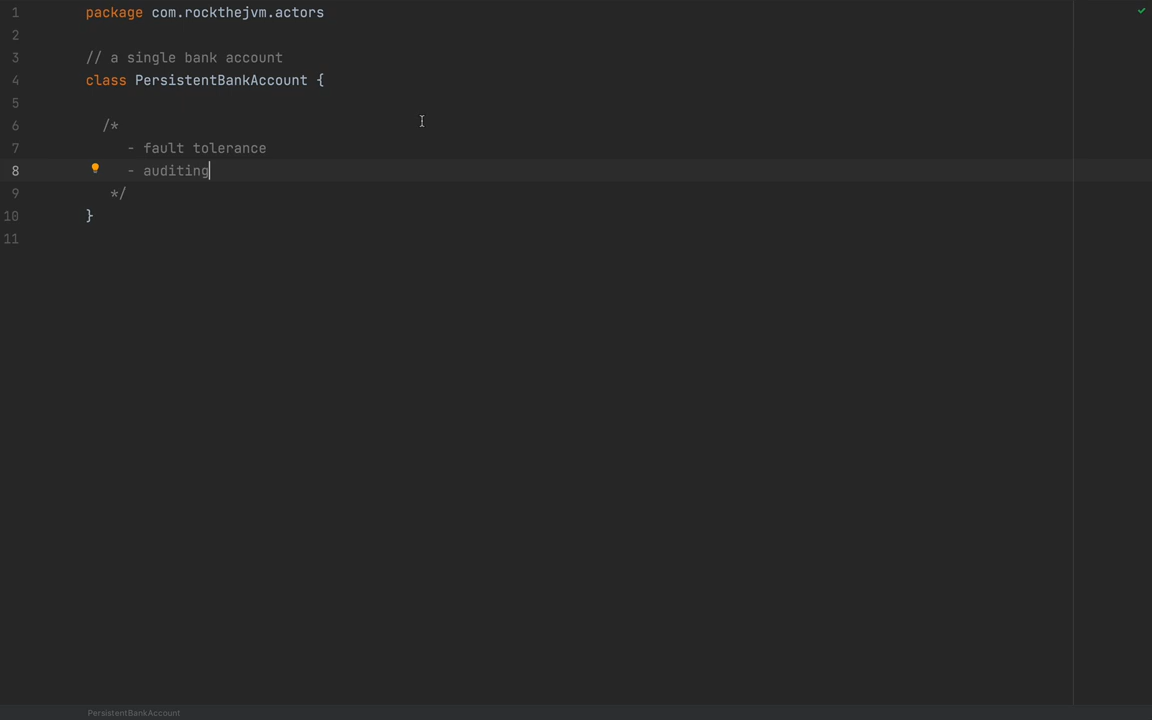 1 package com.rockthejvm.actors
2
3 // a single bank account
4 class PersistentBankAccount {
5
6 /*
7 - fault tolerance
8 - auditing
9 */
10 }
11
PersistentBankAccount